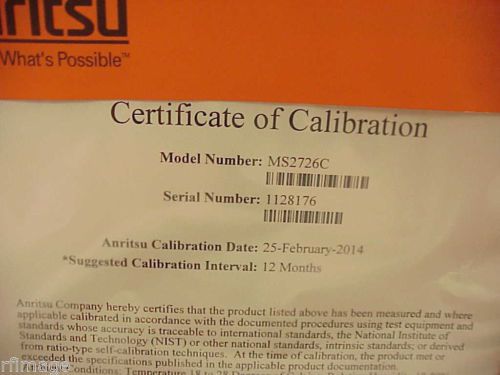 nritsu
What's Possible™
Certificate of Calibration
Model Number: MS2726C
Serial Number: 1128176
Anritsu Calibration Date: 25-February-2014
*Suggested Calibration Interval: 12 Months
Anritsu Company hereby certifies that the product listed above has been measured and where
applicable calibrated in accordance with the documented procedures using test equipment and
standards whose accuracy is traceable to international standards, the National Institute of
Standards and Technology (NIST) or other national standards, intrinsic standards; or derived
from ratio-type self-calibration techniques. At the time of calibration, the product met or
exceeded the specifications published in the applicable product documentation.
Conditions: Temperature 18 to 28